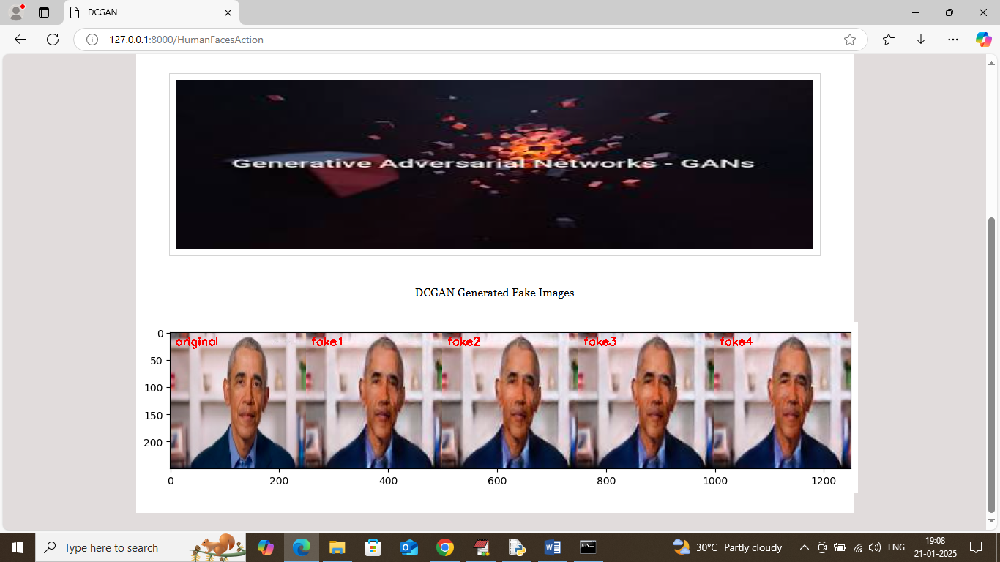 DCGAN
127.0.0.1:8000/HumanFacesAction
Generative Adversarial Networks - GANs
DCGAN Generated Fake Images
original fake1 fake2 fake3 fake4
0
50
100
150
200
0 200 400 600 800 1000 1200
Type here to search
30°C Partly cloudy
ENG
19:08
21-01-2025